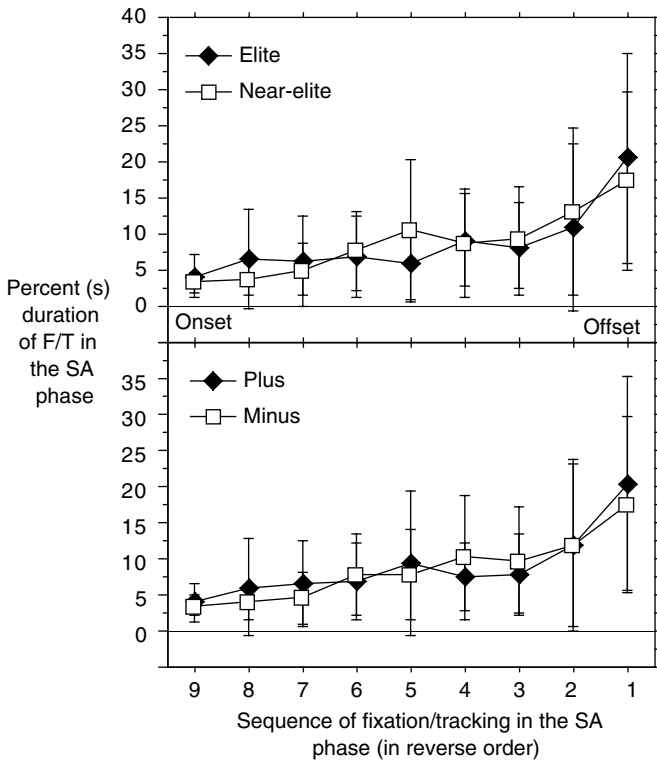 40
35
30
25
20
15
10
5
0
Elite
Near-elite
Onset
Offset
Percent (s)
duration
of F/T in
the SA
phase
35
30
25
20
15
10
5
0
Plus
Minus
9 8 7 6 5 4 3 2 1
Sequence of fixation/tracking in the SA
phase (in reverse order)